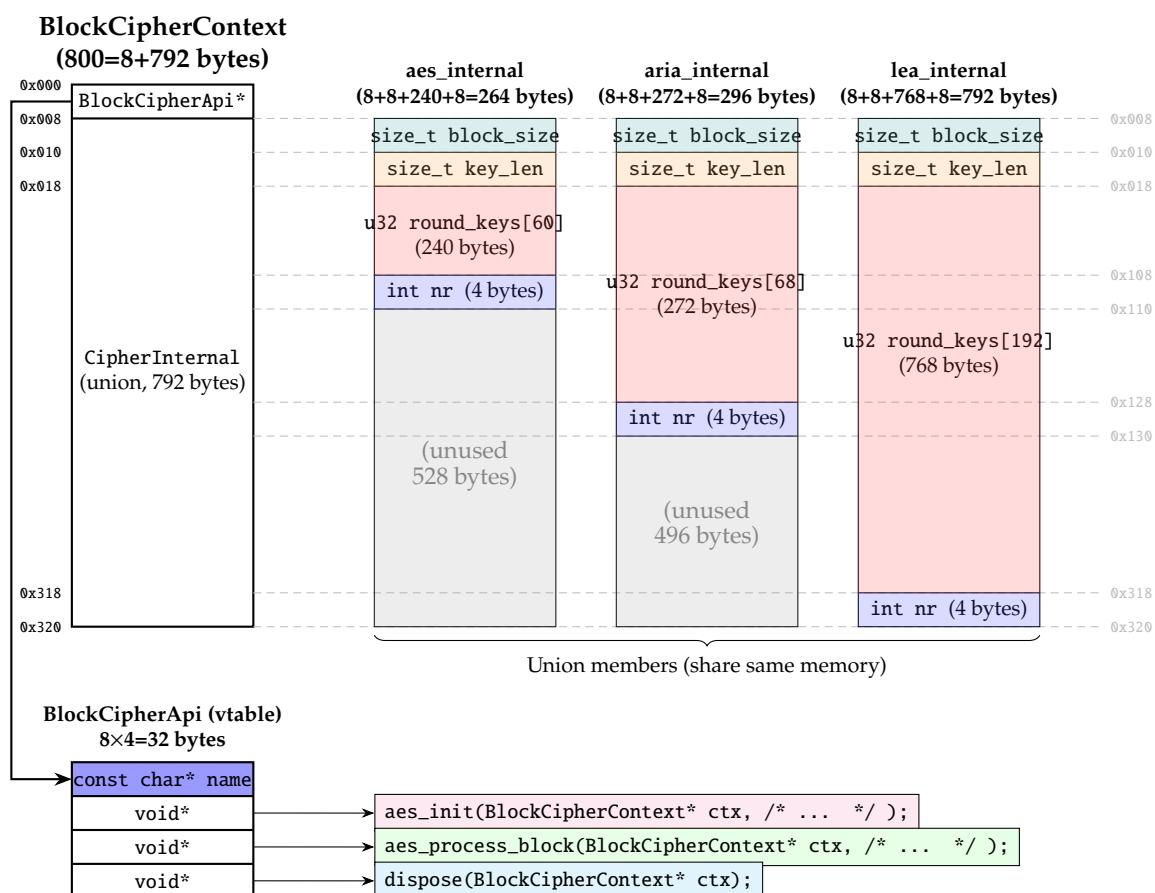 BlockCipherContext
(800=8+792 bytes)
aes_internal
(8+8+240+8=264 bytes)
aria_internal
(8+8+272+8=296 bytes)
lea_internal
(8+8+768+8=792 bytes)
0x000
BlockCipherApi*
0x008
0x010
0x018
CipherInternal
(union, 792 bytes)
0x318
0x320
size_t block_size
size_t key_len
u32 round_keys[60]
(240 bytes)
int nr (4 bytes)
(unused
528 bytes)
size_t block_size
size_t key_len
u32 round_keys[68]
(272 bytes)
int nr (4 bytes)
(unused
496 bytes)
size_t block_size
size_t key_len
u32 round_keys[192]
(768 bytes)
int nr (4 bytes)
0x008
0x010
0x018
0x108
0x110
0x128
0x130
0x318
0x320
Union members (share same memory)
BlockCipherApi (vtable)
8×4=32 bytes
const char* name
void*
aes_init(BlockCipherContext* ctx, /* ... */ );
void*
aes_process_block(BlockCipherContext* ctx, /* ... */ );
void*
dispose(BlockCipherContext* ctx);